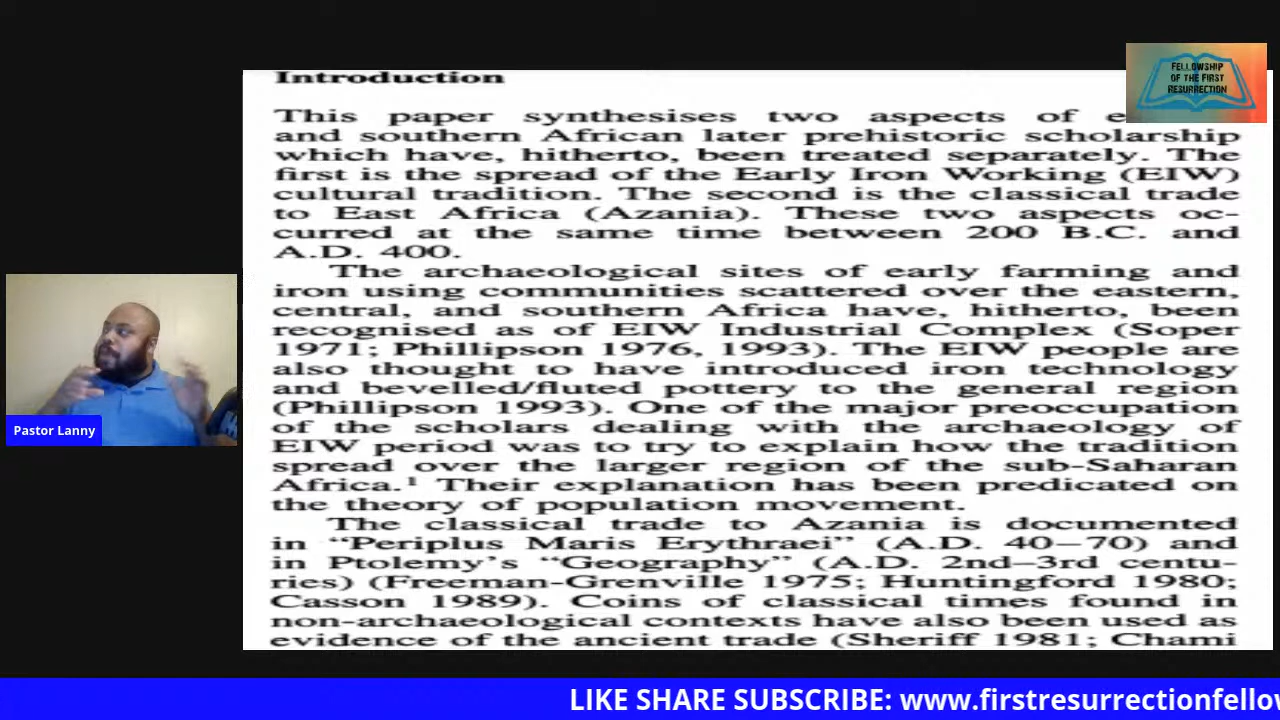 Introduction
This paper synthesises two aspects of
and southern African later prehistoric scholarship
which have, hitherto, been treated separately. The
first is the spread of the Early Iron Working (EIW)
cultural tradition. The second is the classical trade
to East Africa (Azania). These two aspects oc-
curred at the same time between 200 B.C. and
A.D. 400.
The archaeological sites of early farming and
iron using communities scattered over the eastern,
central, and southern Africa have, hitherto, been
recognised as of EIW Industrial Complex (Soper
1971; Phillipson 1976, 1993). The EIW people are
also thought to have introduced iron technology
and bevelled/fluted pottery to the general region
(Phillipson 1993). One of the major preoccupation
of the scholars dealing with the archaeology of
EIW period was to try to explain how the tradition
spread over the larger region of the sub-Saharan
Africa.¹ Their explanation has been predicated on
the theory of population movement.
The classical trade to Azania is documented
in “Periplus Maris Erythraei” (A.D. 40–70) and
in Ptolemy’s “Geography” (A.D. 2nd–3rd centu-
ries) (Freeman-Grenville 1975; Huntingford 1980;
Casson 1989). Coins of classical times found in
non-archaeological contexts have also been used as
evidence of the ancient trade (Sheriff 1981; Chami
FELLOWSHIP
OF THE FIRST
RESURRECTION
Pastor Lanny
LIKE SHARE SUBSCRIBE: www.firstresurrectionfello